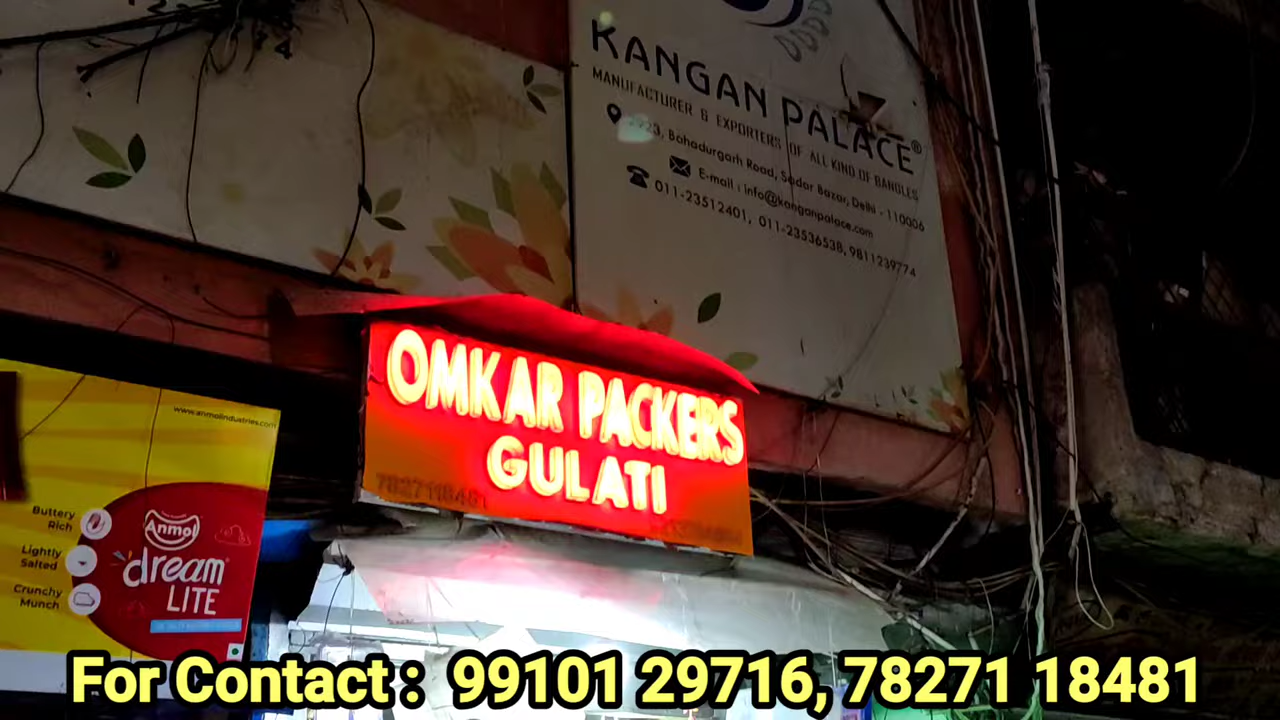 KANGAN PALACE®
MANUFACTURER & EXPORTERS OF ALL KIND OF BANGLES
Bahadurgarh Road, Sadar Bazar, Delhi - 110006
E-mail : info@kanganpalace.com
011-23512401, 011-23536538, 9811239774
OMKAR PACKERS
GULATI
7827118481
www.anmolindustries.com
Buttery
Rich
Lightly
Salted
Crunchy
Munch
Anmol
dream
LITE
For Contact : 99101 29716, 78271 18481